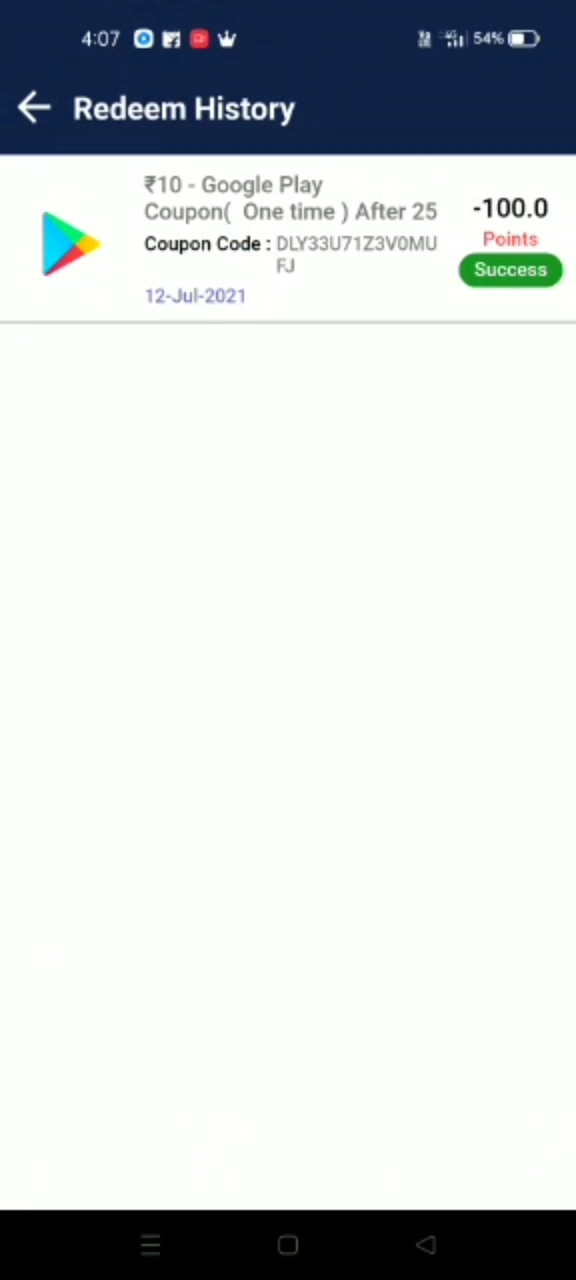 4:07
54%
Redeem History
₹10 - Google Play
Coupon(  One time ) After 25
-100.0
Points
Coupon Code : DLY33U71Z3V0MU
FJ
Success
12-Jul-2021